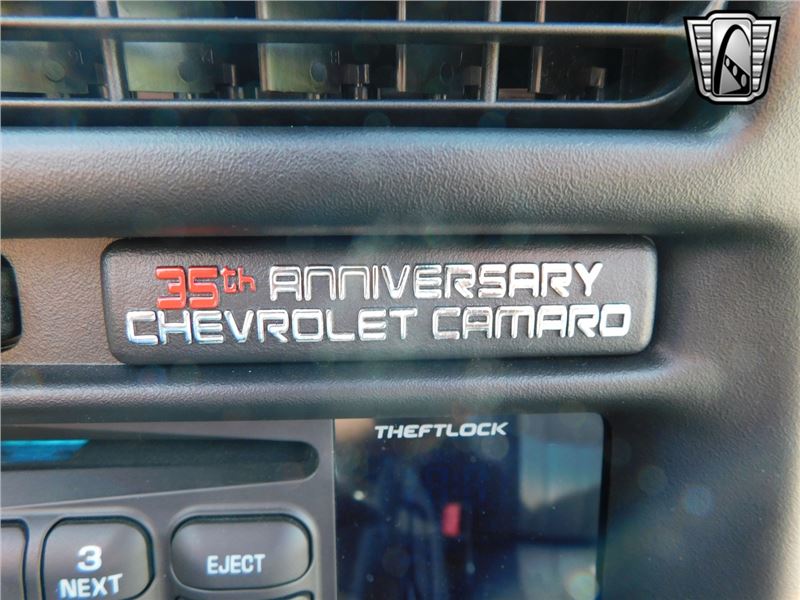 35th ANNIVERSARY
CHEVROLET CAMARO
THEFTLOCK
3
NEXT
EJECT